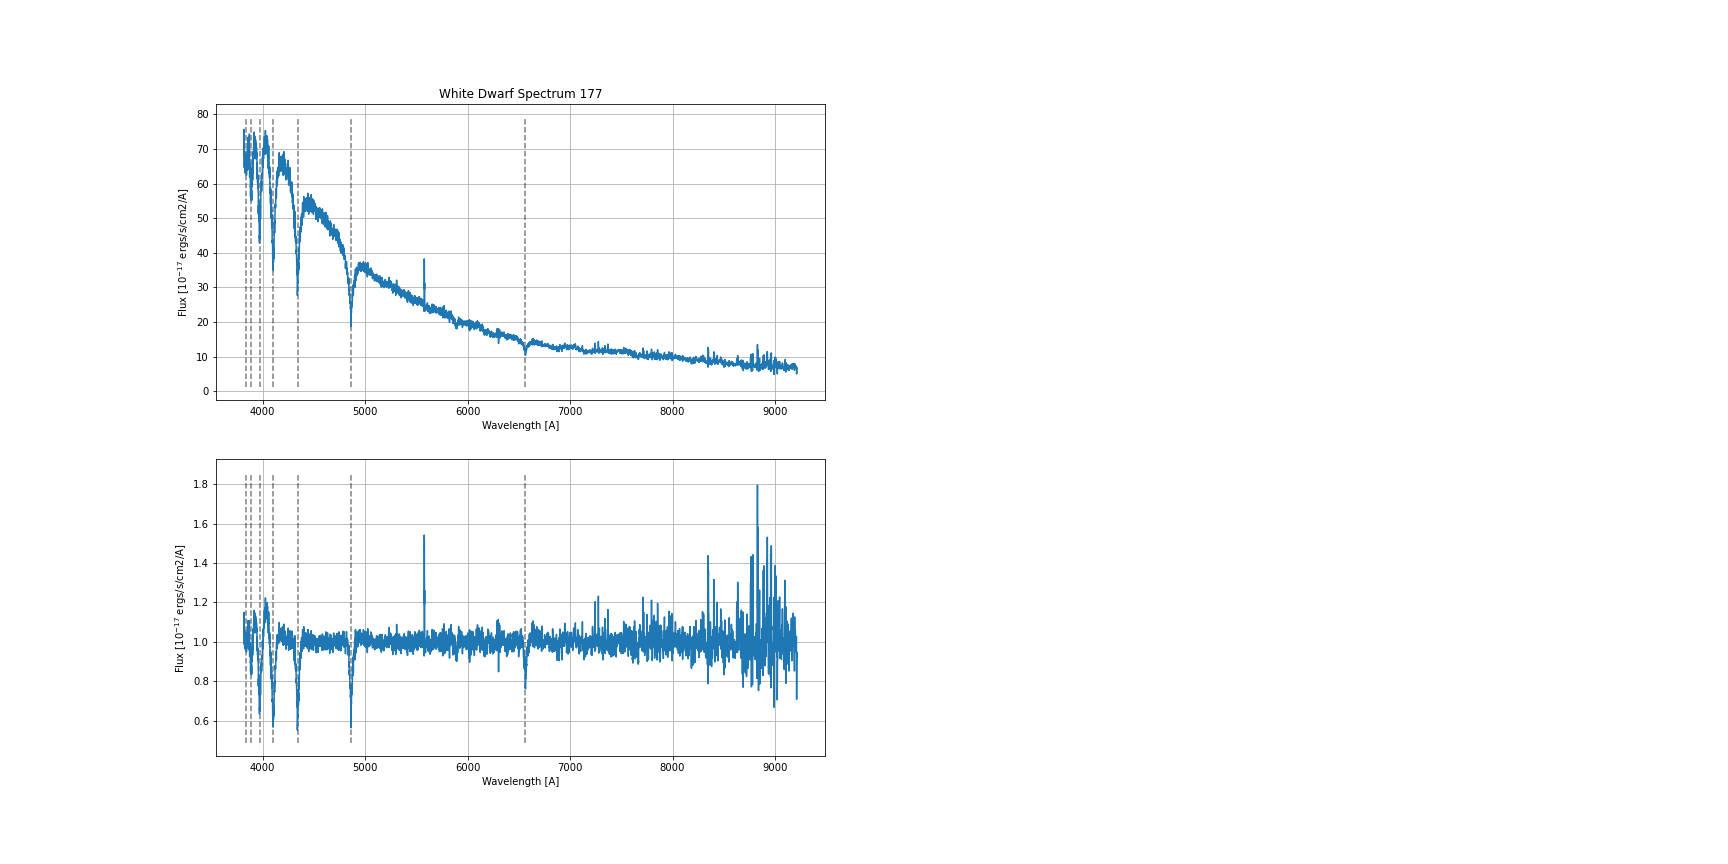 White Dwarf Spectrum 177
80
70
60
50
40
30
20
10
0
Flux [10⁻¹⁷ ergs/s/cm2/A]
4000 5000 6000 7000 8000 9000
Wavelength [A]
1.8
1.6
1.4
1.2
1.0
0.8
0.6
Flux [10⁻¹⁷ ergs/s/cm2/A]
4000 5000 6000 7000 8000 9000
Wavelength [A]